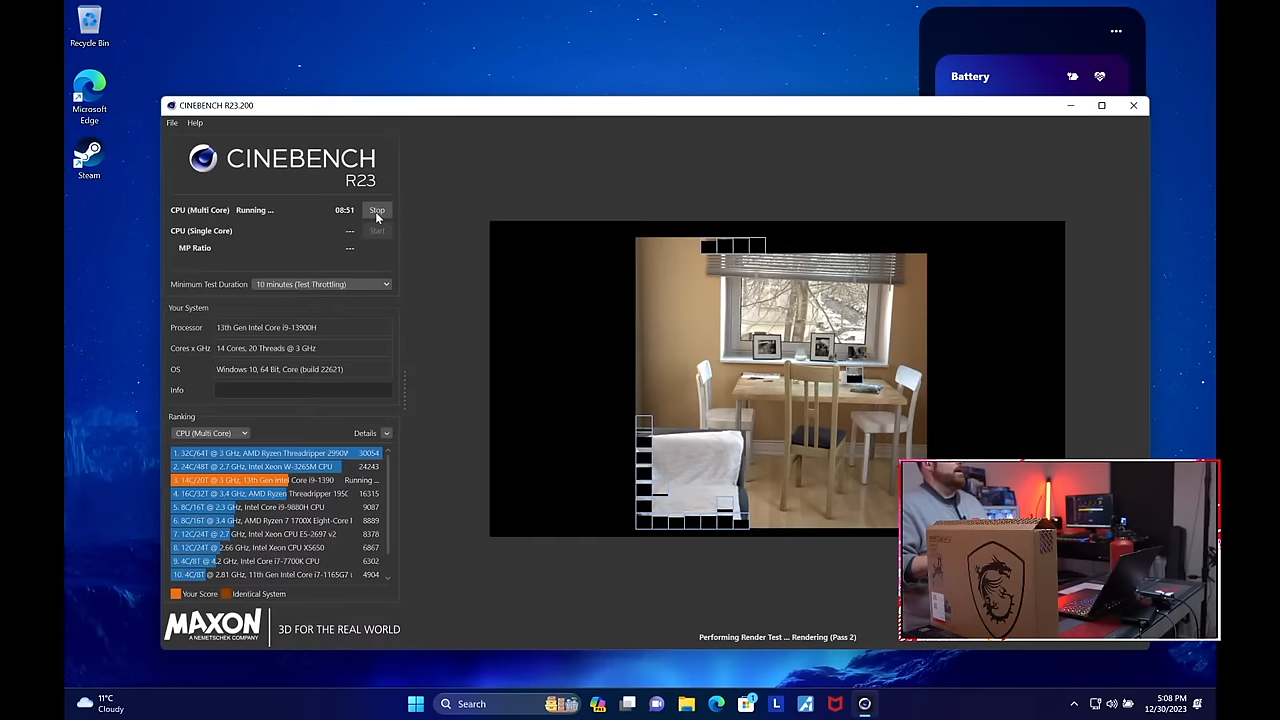 Recycle Bin
Microsoft
Edge
Steam
Battery
CINEBENCH R23.200
File Help
CINEBENCH
R23
CPU (Multi Core) Running ... 08:51 Stop
CPU (Single Core) --- Start
MP Ratio ---
Minimum Test Duration 10 minutes (Test Throttling)
Your System
Processor 13th Gen Intel Core i9-13900H
Cores x GHz 14 Cores, 20 Threads @ 3 GHz
OS Windows 10, 64 Bit, Core (build 22621)
Info
Ranking
CPU (Multi Core) Details
1. 32C/64T @ 3 GHz, AMD Ryzen Threadripper 2990W 30054
2. 24C/48T @ 2.7 GHz, Intel Xeon W-3265M CPU 24243
3. 14C/20T @ 3 GHz, 13th Gen Intel Core i9-1390 Running ...
4. 16C/32T @ 3.4 GHz, AMD Ryzen Threadripper 195C 16315
5. 8C/16T @ 2.3 GHz, Intel Core i9-9880H CPU 9087
6. 8C/16T @ 3.4 GHz, AMD Ryzen 7 1700X Eight-Core I 8889
7. 12C/24T @ 2.7 GHz, Intel Xeon CPU E5-2697 v2 8378
8. 12C/24T @ 2.66 GHz, Intel Xeon CPU X5650 6867
9. 4C/8T @ 4.2 GHz, Intel Core i7-7700K CPU 6302
10. 4C/8T @ 2.81 GHz, 11th Gen Intel Core i7-1165G7 ( 4904
Your Score Identical System
MAXON
A NEMETSCHEK COMPANY
3D FOR THE REAL WORLD
Performing Render Test ... Rendering (Pass 2)
11°C
Cloudy
Search
5:08 PM
12/30/2023